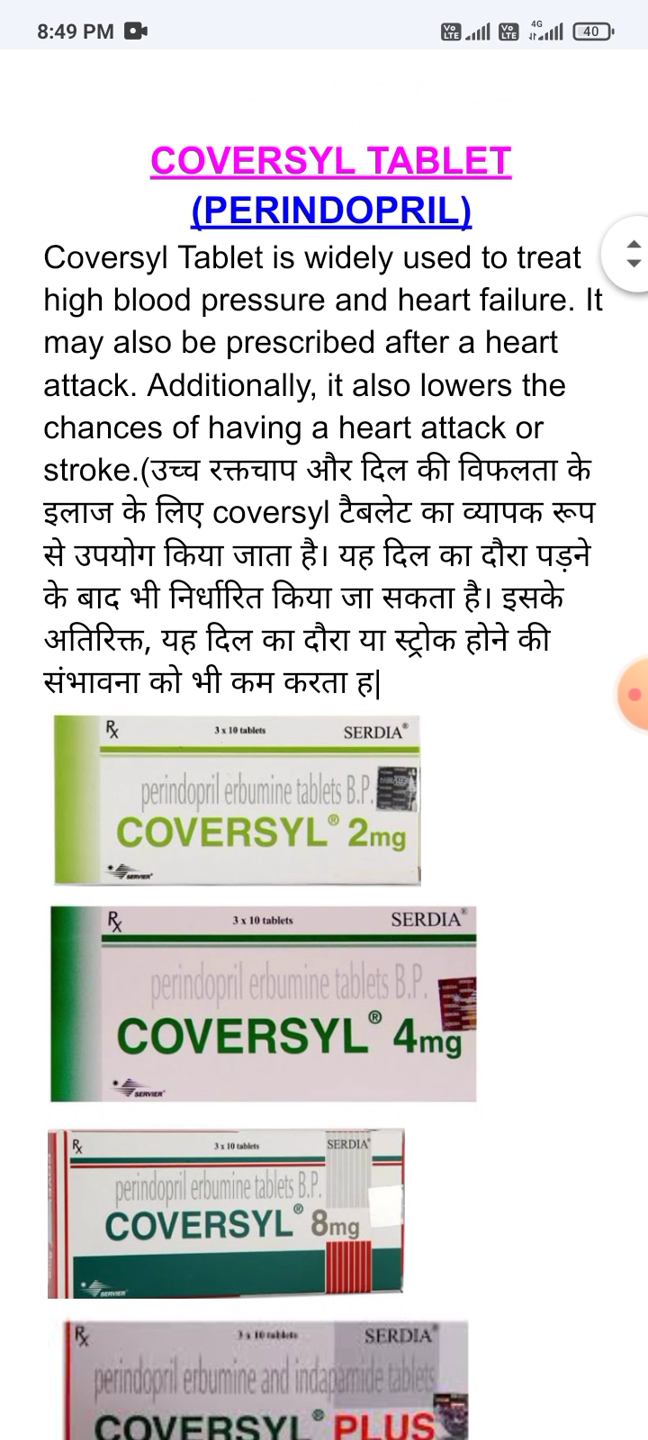 8:49 PM
Vo LTE Vo LTE 4G 40
COVERSYL TABLET
(PERINDOPRIL)
Coversyl Tablet is widely used to treat
high blood pressure and heart failure. It
may also be prescribed after a heart
attack. Additionally, it also lowers the
chances of having a heart attack or
stroke.(उच्च रक्तचाप और दिल की विफलता के
इलाज के लिए coversyl टैबलेट का व्यापक रूप
से उपयोग किया जाता है। यह दिल का दौरा पड़ने
के बाद भी निर्धारित किया जा सकता है। इसके
अतिरिक्त, यह दिल का दौरा या स्ट्रोक होने की
संभावना को भी कम करता ह|
Rx 3 x 10 tablets SERDIA®
perindopril erbumine tablets B.P.
COVERSYL® 2mg
SERVIER
Rx 3 x 10 tablets SERDIA®
perindopril erbumine tablets B.P.
COVERSYL® 4mg
SERVIER
Rx 3 x 10 tablets SERDIA®
perindopril erbumine tablets B.P.
COVERSYL® 8mg
SERVIER
Rx 3 x 10 tablets SERDIA®
perindopril erbumine and indapamide tablets
COVERSYL® PLUS